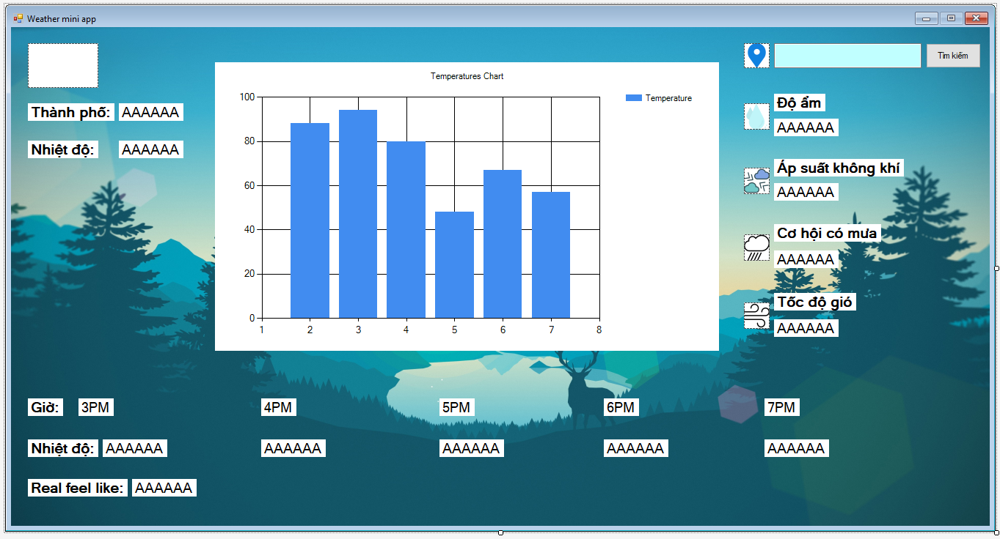 Weather mini app
Tìm kiếm
Thành phố: AAAAAA
Nhiệt độ: AAAAAA
Temperatures Chart
Temperature
100
80
60
40
20
0
1 2 3 4 5 6 7 8
Độ ẩm
AAAAAA
Áp suất không khí
AAAAAA
Cơ hội có mưa
AAAAAA
Tốc độ gió
AAAAAA
Giờ: 3PM 4PM 5PM 6PM 7PM
Nhiệt độ: AAAAAA AAAAAA AAAAAA AAAAAA AAAAAA
Real feel like: AAAAAA